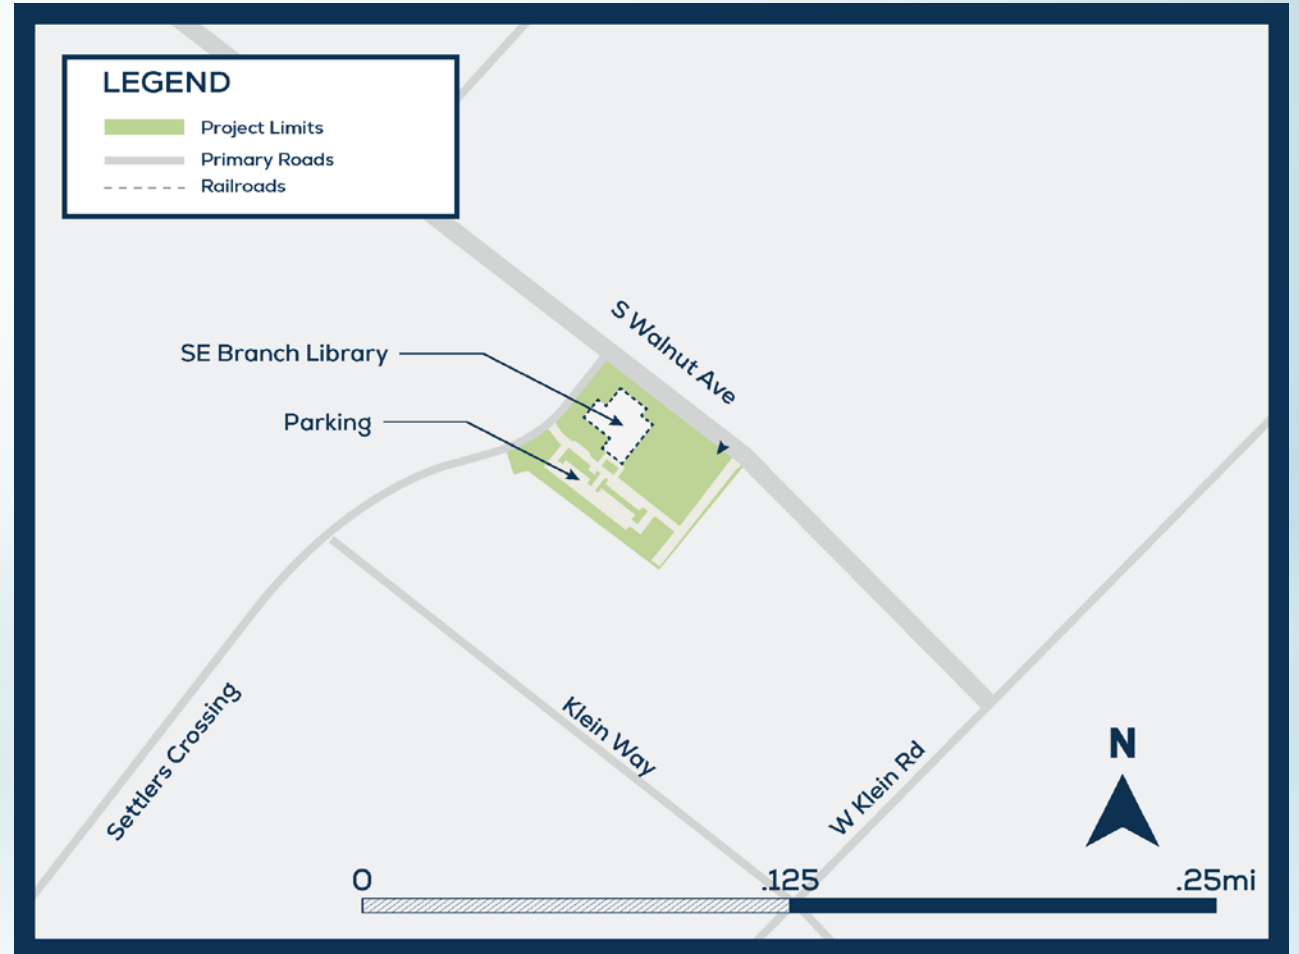 LEGEND
Project Limits
Primary Roads
Railroads
S Walnut Ave
SE Branch Library
Parking
Settlers Crossing
Klein Way
W Klein Rd
N
0 .125 .25mi